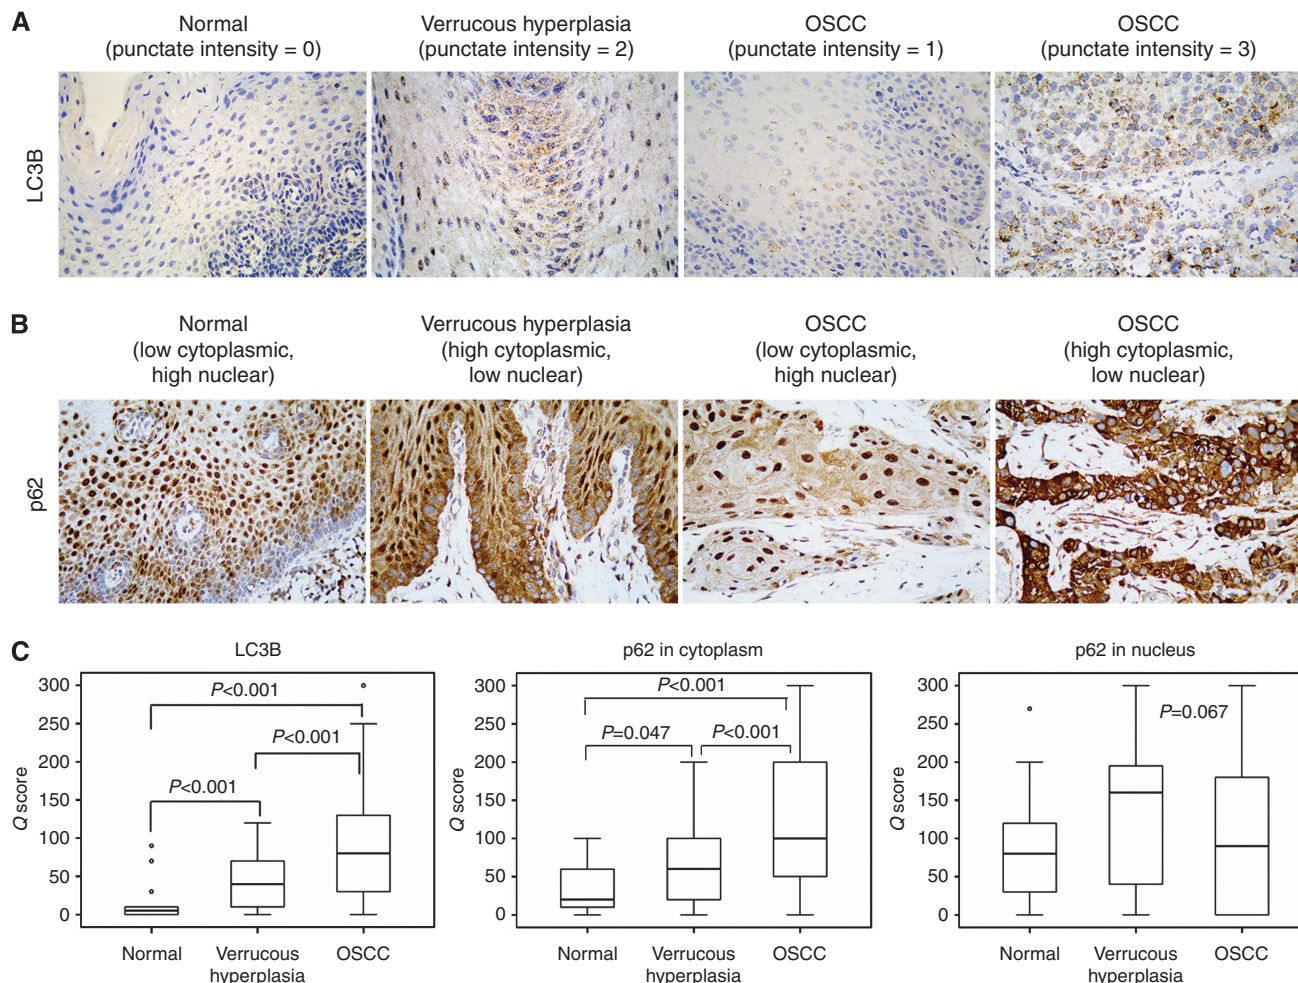 A
Normal
(punctate intensity = 0)
Verrucous hyperplasia
(punctate intensity = 2)
OSCC
(punctate intensity = 1)
OSCC
(punctate intensity = 3)
LC3B
B
Normal
(low cytoplasmic,
high nuclear)
Verrucous hyperplasia
(high cytoplasmic,
low nuclear)
OSCC
(low cytoplasmic,
high nuclear)
OSCC
(high cytoplasmic,
low nuclear)
p62
C
LC3B
Q score
300
250
200
150
100
50
0
P<0.001
P<0.001
P<0.001
Normal
Verrucous
hyperplasia
OSCC
p62 in cytoplasm
Q score
300
250
200
150
100
50
0
P<0.001
P=0.047
P<0.001
Normal
Verrucous
hyperplasia
OSCC
p62 in nucleus
Q score
300
250
200
150
100
50
0
P=0.067
Normal
Verrucous
hyperplasia
OSCC